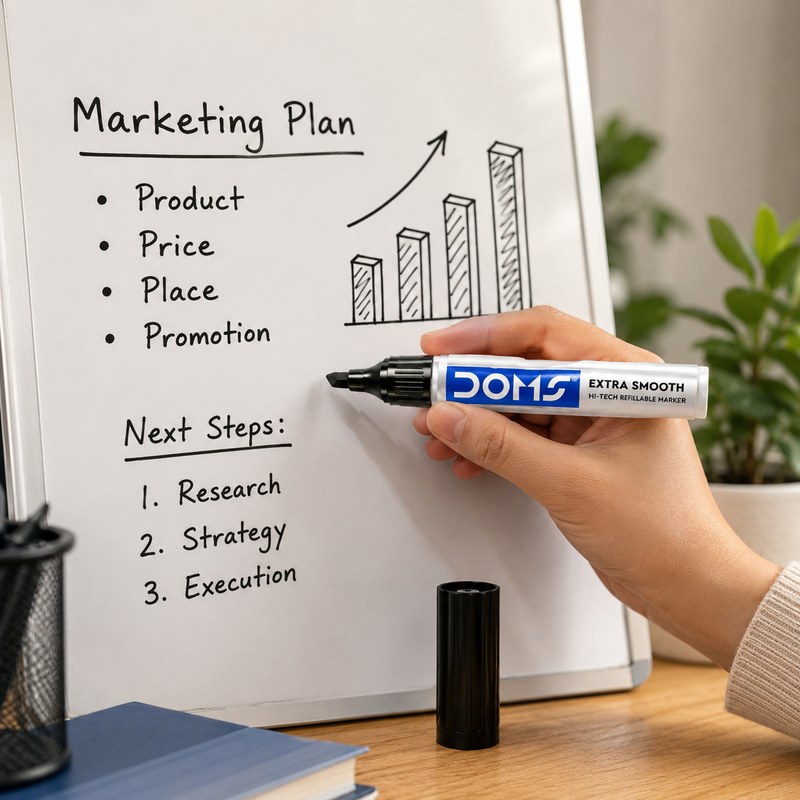 Marketing Plan
• Product
• Price
• Place
• Promotion
Next Steps:
1. Research
2. Strategy
3. Execution
DOMS
EXTRA SMOOTH
HI-TECH REFILLABLE MARKER